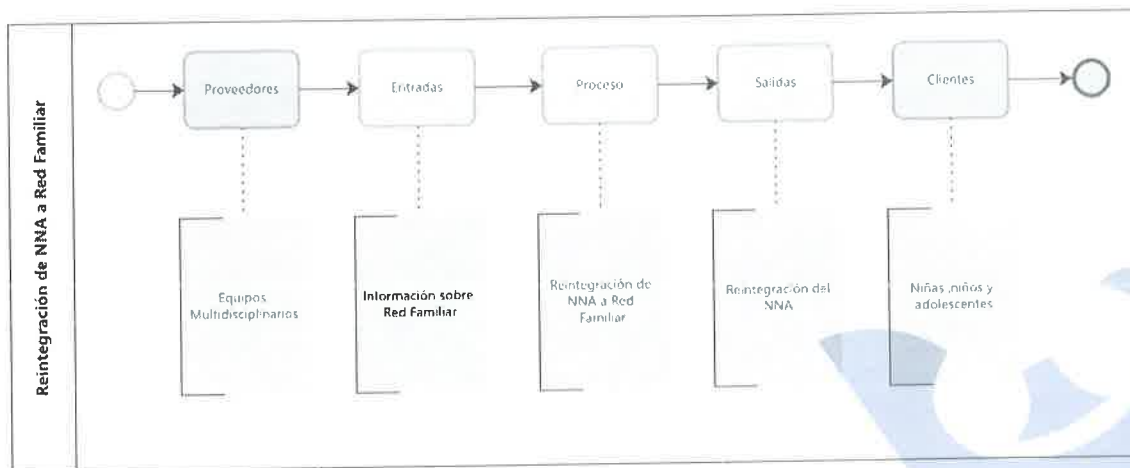 Reintegración de NNA a Red Familiar
Proveedores
Entradas
Proceso
Salidas
Clientes
Equipos
Multidisciplinarios
Información sobre
Red Familiar
Reintegración de
NNA a Red
Familiar
Reintegración del
NNA
Niñas ,niños y
adolescentes